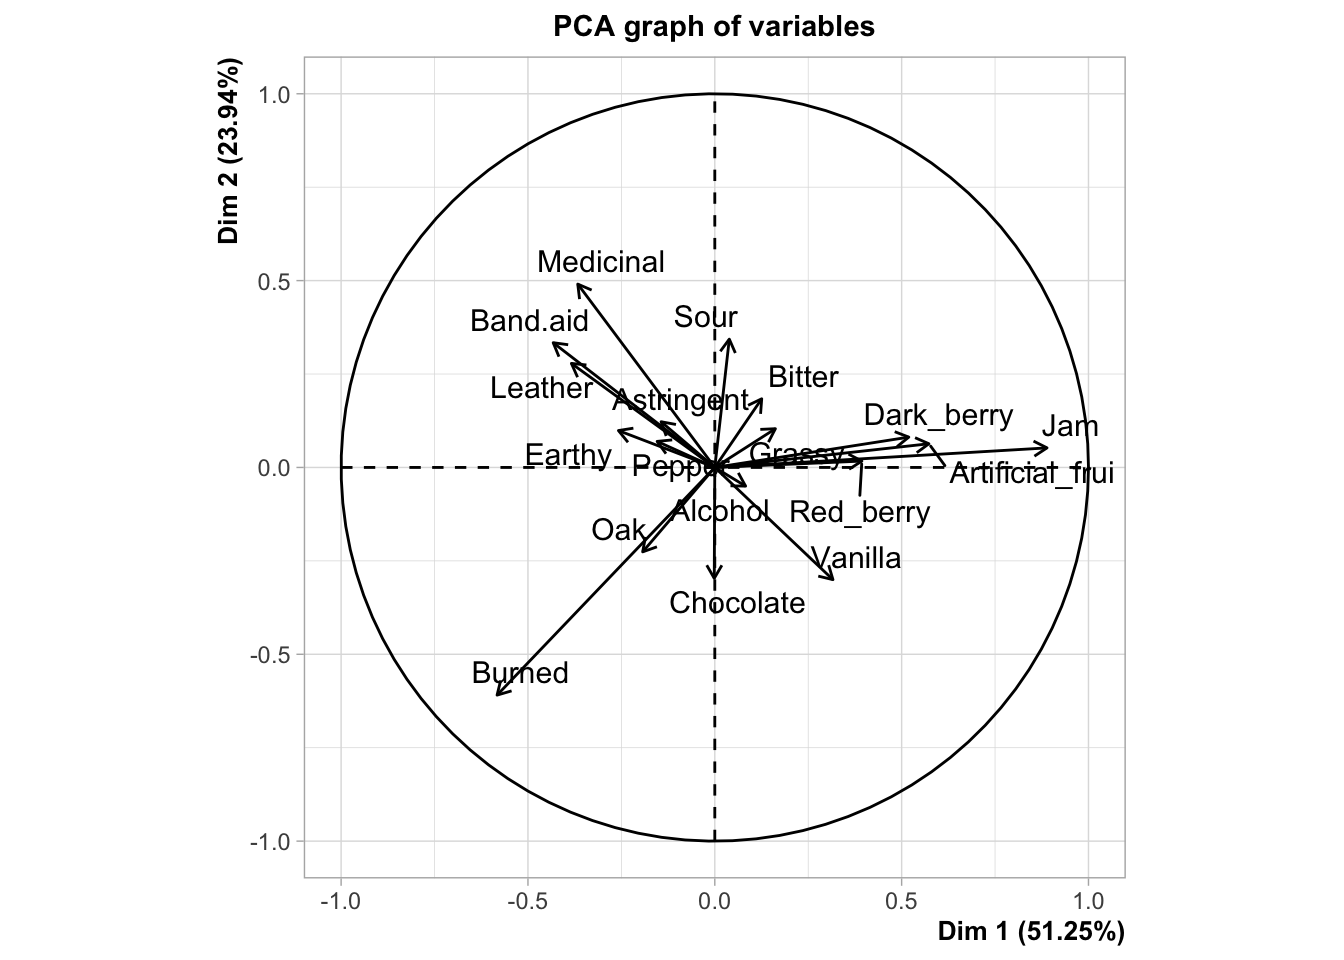 PCA graph of variables
Dim 2 (23.94%)
1.0
0.5
0.0
-0.5
-1.0
Medicinal
Sour
Band.aid
Bitter
Leather
Astringent
Dark_berry
Jam
Earthy
Grassy
Peppe
Artificial_frui
Alcohol
Red_berry
Oak
Vanilla
Chocolate
Burned
-1.0
-0.5
0.0
0.5
1.0
Dim 1 (51.25%)